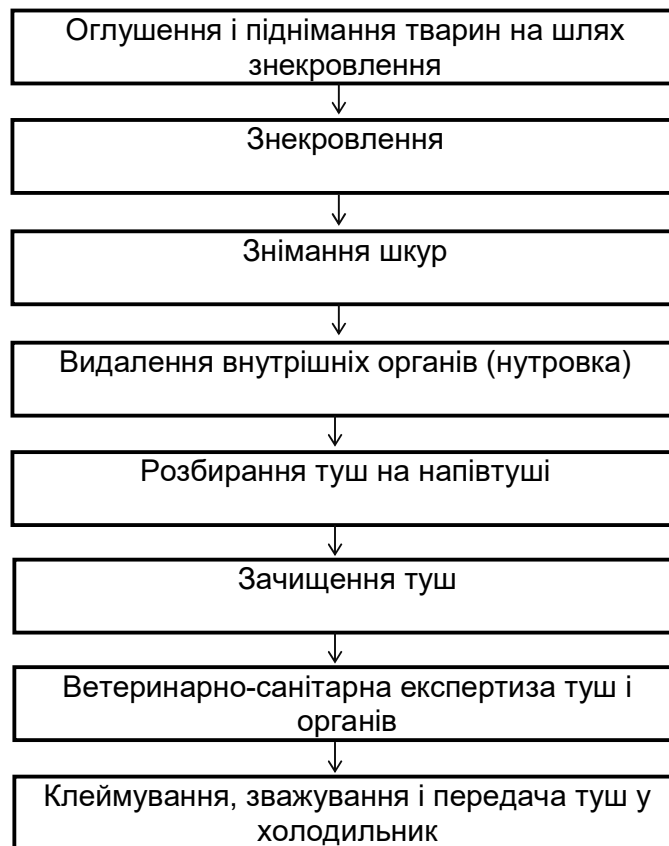 Оглушення і піднімання тварин на шлях
знекровлення
Знекровлення
Знімання шкур
Видалення внутрішніх органів (нутровка)
Розбирання туш на напівтуші
Зачищення туш
Ветеринарно-санітарна експертиза туш і
органів
Клеймування, зважування і передача туш у
холодильник